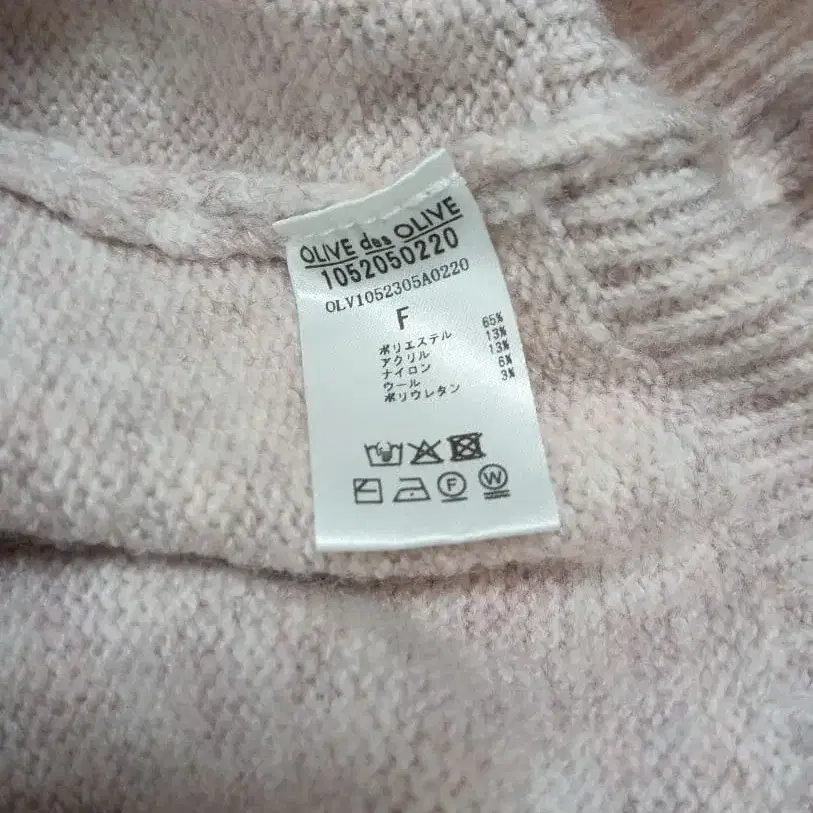 OLIVE des OLIVE
1052050220
OLV1052305A0220
F
ポリエステル 65%
アクリル 13%
ナイロン 13%
ウール 6%
ポリウレタン 3%
F W